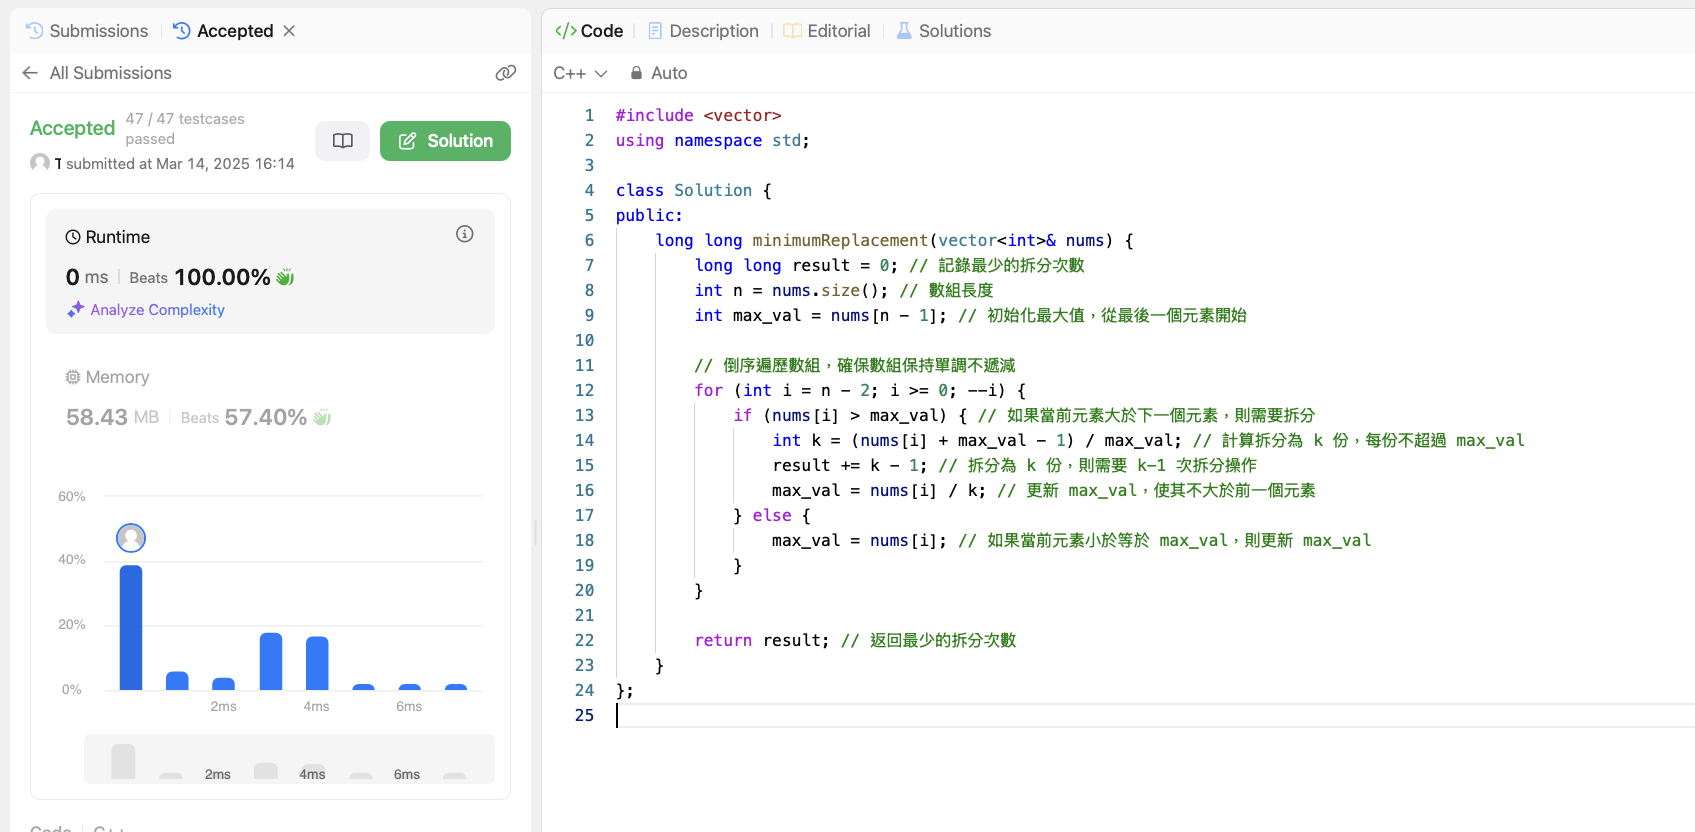 Submissions
Accepted
All Submissions
Accepted
47 / 47 testcases
passed
T submitted at Mar 14, 2025 16:14
Solution
Runtime
0 ms
Beats 100.00%
Analyze Complexity
Memory
58.43 MB
Beats 57.40%
60%
40%
20%
0%
2ms
4ms
6ms
2ms
4ms
6ms
Code
C++
</> Code
Description
Editorial
Solutions
C++
Auto
1 #include <vector>
2 using namespace std;
3
4 class Solution {
5 public:
6     long long minimumReplacement(vector<int>& nums) {
7         long long result = 0; // 記錄最少的拆分次數
8         int n = nums.size(); // 數組長度
9         int max_val = nums[n - 1]; // 初始化最大值，從最後一個元素開始
10
11         // 倒序遍歷數組，確保數組保持單調不遞減
12         for (int i = n - 2; i >= 0; --i) {
13             if (nums[i] > max_val) { // 如果當前元素大於下一個元素，則需要拆分
14                 int k = (nums[i] + max_val - 1) / max_val; // 計算拆分為 k 份，每份不超過 max_val
15                 result += k - 1; // 拆分為 k 份，則需要 k-1 次拆分操作
16                 max_val = nums[i] / k; // 更新 max_val，使其不大於前一個元素
17             } else {
18                 max_val = nums[i]; // 如果當前元素小於等於 max_val，則更新 max_val
19             }
20         }
21
22         return result; // 返回最少的拆分次數
23     }
24 };
25